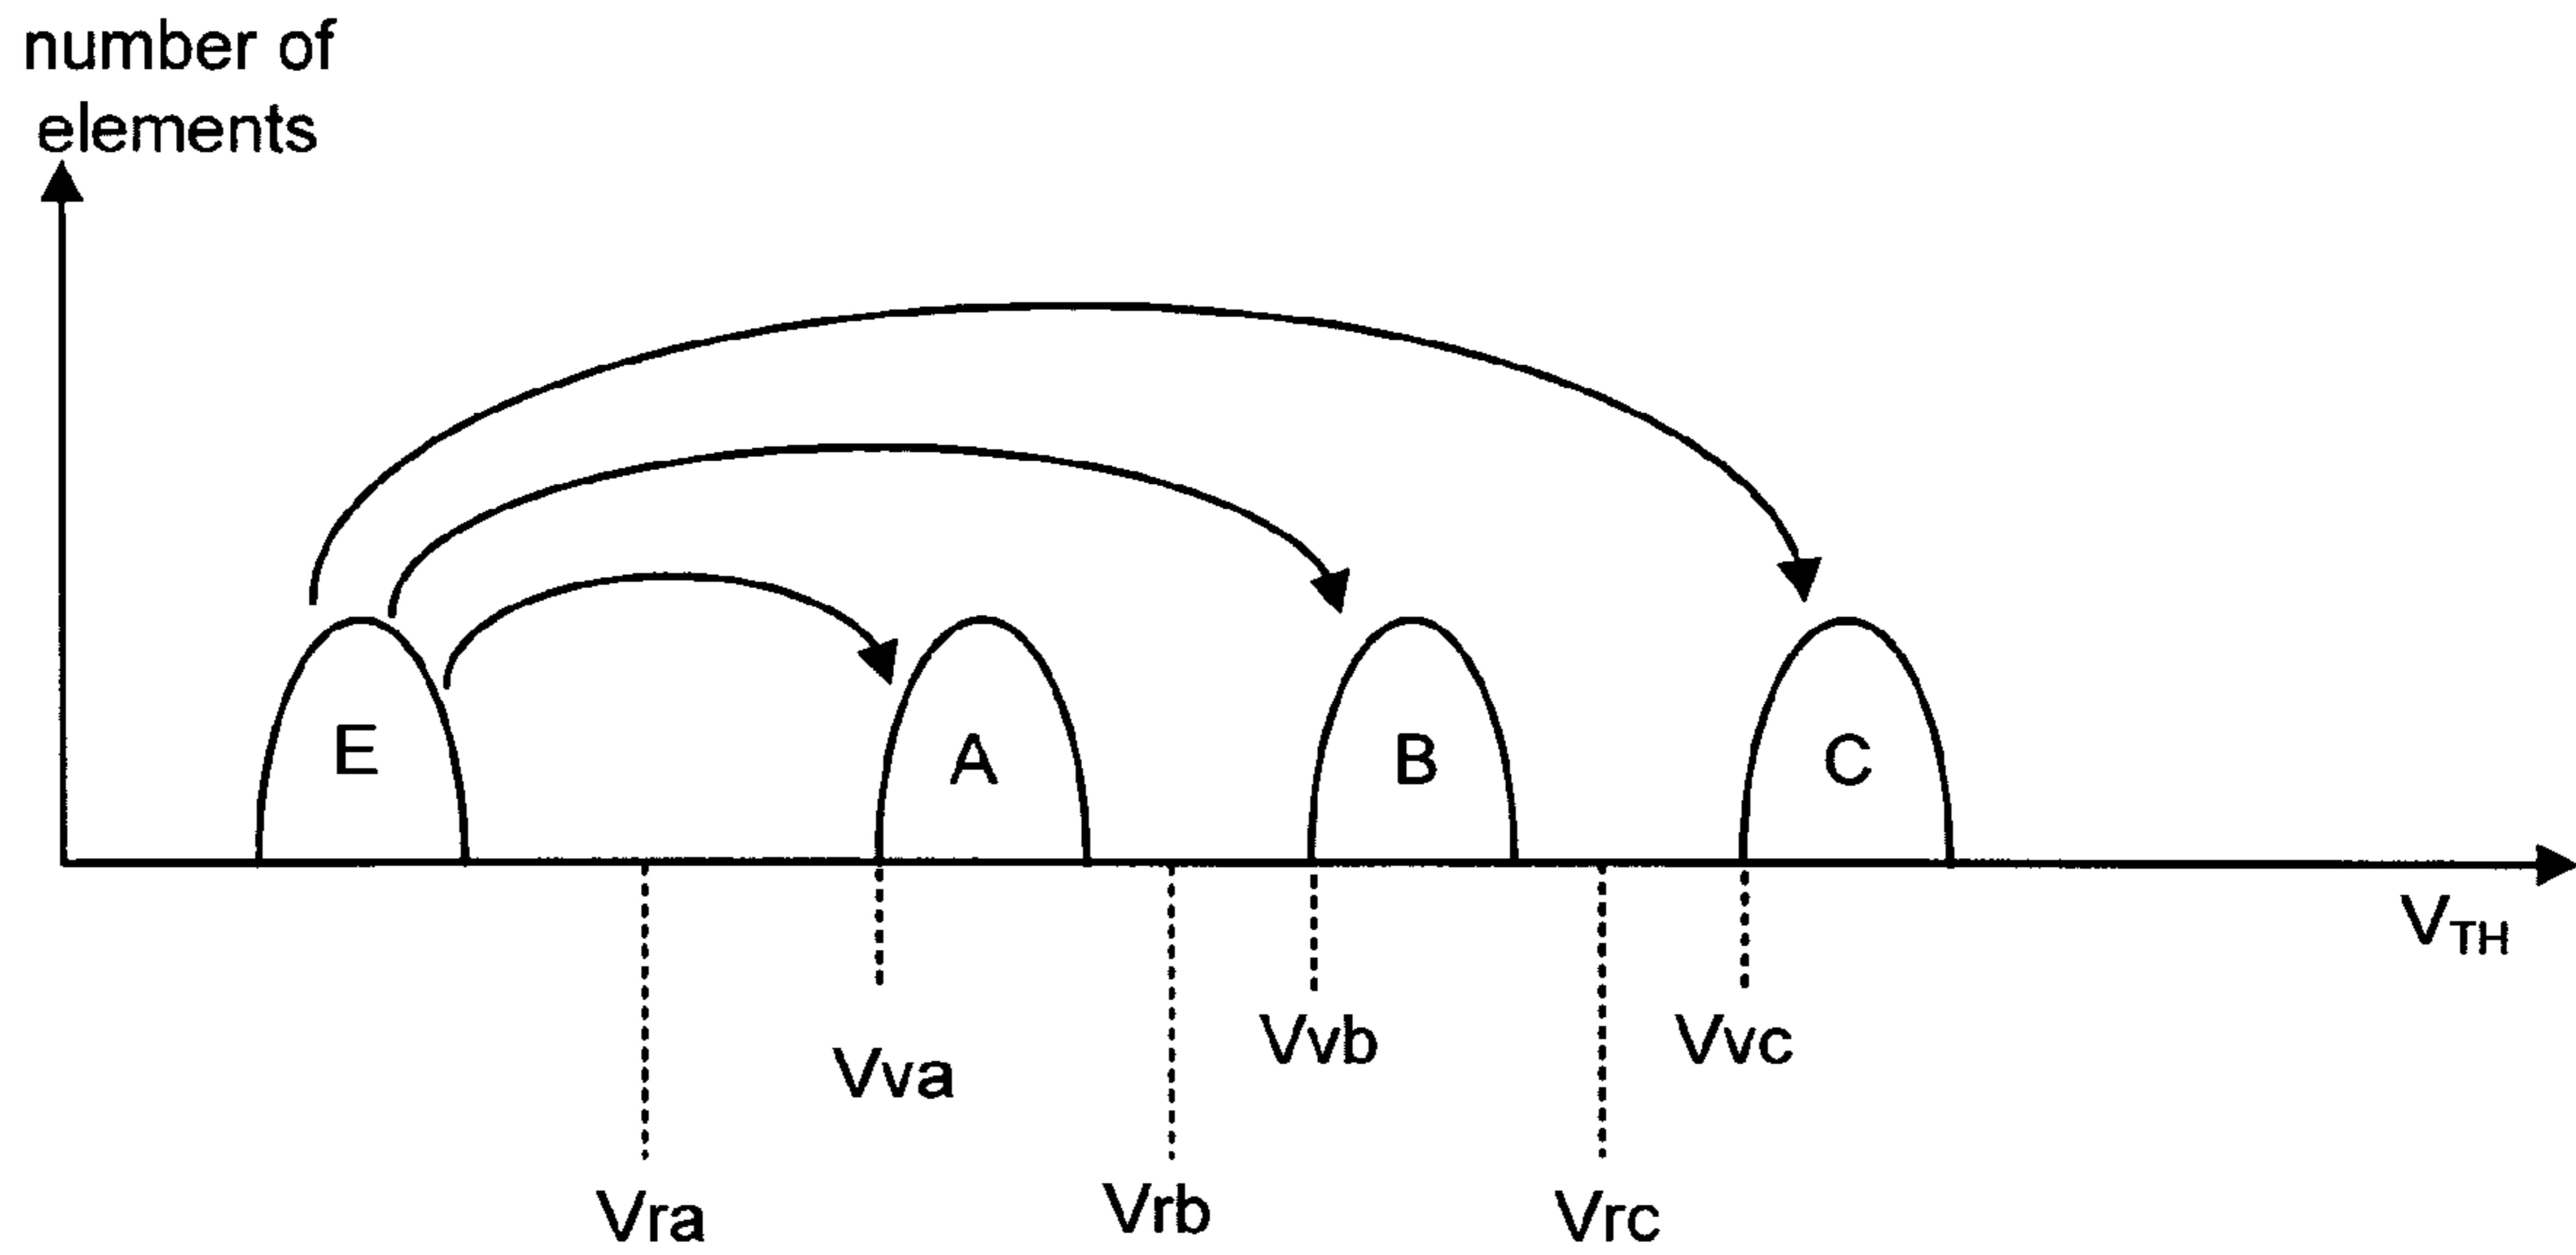 number of
elements
E
A
B
C
V_TH
Vva
Vvb
Vvc
Vra
Vrb
Vrc